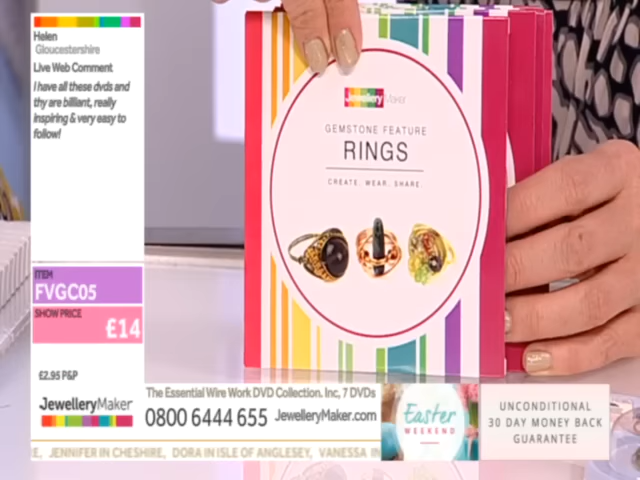 Helen
Gloucestershire
Live Web Comment
I have all these dvds and
thy are billiant, really
inspiring & very easy to
follow!
ITEM
FVGC05
SHOW PRICE
£14
£2.95 P&P
JewelleryMaker
JewelleryMaker
GEMSTONE FEATURE
RINGS
CREATE. WEAR. SHARE.
The Essential Wire Work DVD Collection. Inc, 7 DVDs
0800 6444 655 JewelleryMaker.com
Easter
WEEKEND
UNCONDITIONAL
30 DAY MONEY BACK
GUARANTEE
E, JENNIFER IN CHESHIRE, DORA IN ISLE OF ANGLESEY, VANESSA IN